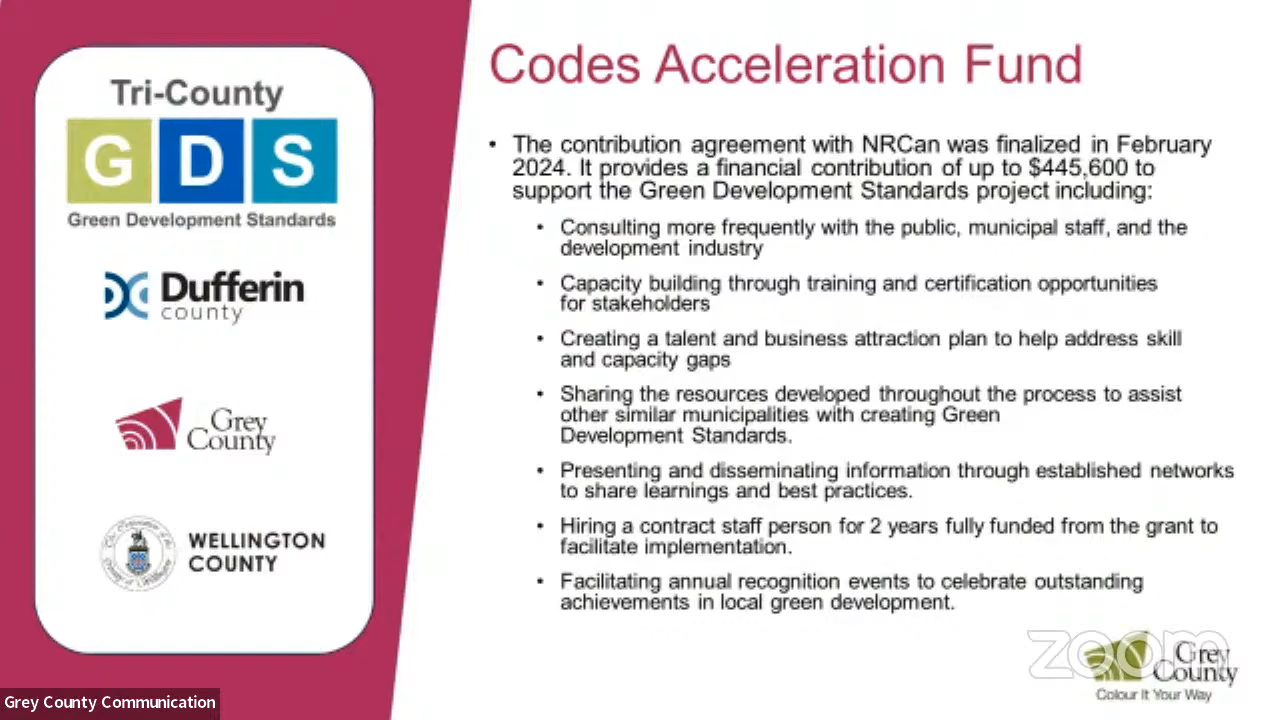 Tri-County
G D S
Green Development Standards
Dufferin
county
Grey
County
WELLINGTON
COUNTY
Codes Acceleration Fund
• The contribution agreement with NRCan was finalized in February
2024. It provides a financial contribution of up to $445,600 to
support the Green Development Standards project including:
• Consulting more frequently with the public, municipal staff, and the
development industry
• Capacity building through training and certification opportunities
for stakeholders
• Creating a talent and business attraction plan to help address skill
and capacity gaps
• Sharing the resources developed throughout the process to assist
other similar municipalities with creating Green
Development Standards.
• Presenting and disseminating information through established networks
to share learnings and best practices.
• Hiring a contract staff person for 2 years fully funded from the grant to
facilitate implementation.
• Facilitating annual recognition events to celebrate outstanding
achievements in local green development.
zoom
Grey
County
Colour It Your Way
Grey County Communication